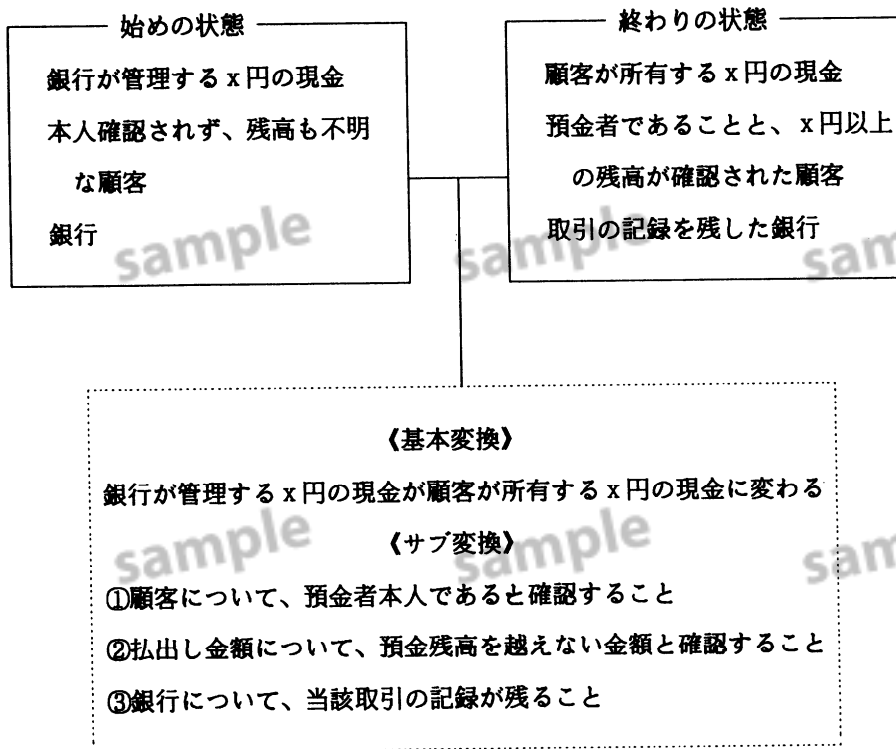 始めの状態
銀行が管理するx円の現金
本人確認されず、残高も不明
な顧客
銀行
終わりの状態
顧客が所有するx円の現金
預金者であることと、x円以上
の残高が確認された顧客
取引の記録を残した銀行
sample
sample
sam
《基本変換》
銀行が管理するx円の現金が顧客が所有するx円の現金に変わる
《サブ変換》
sample
sample
sam
①顧客について、預金者本人であると確認すること
②払出し金額について、預金残高を越えない金額と確認すること
③銀行について、当該取引の記録が残ること